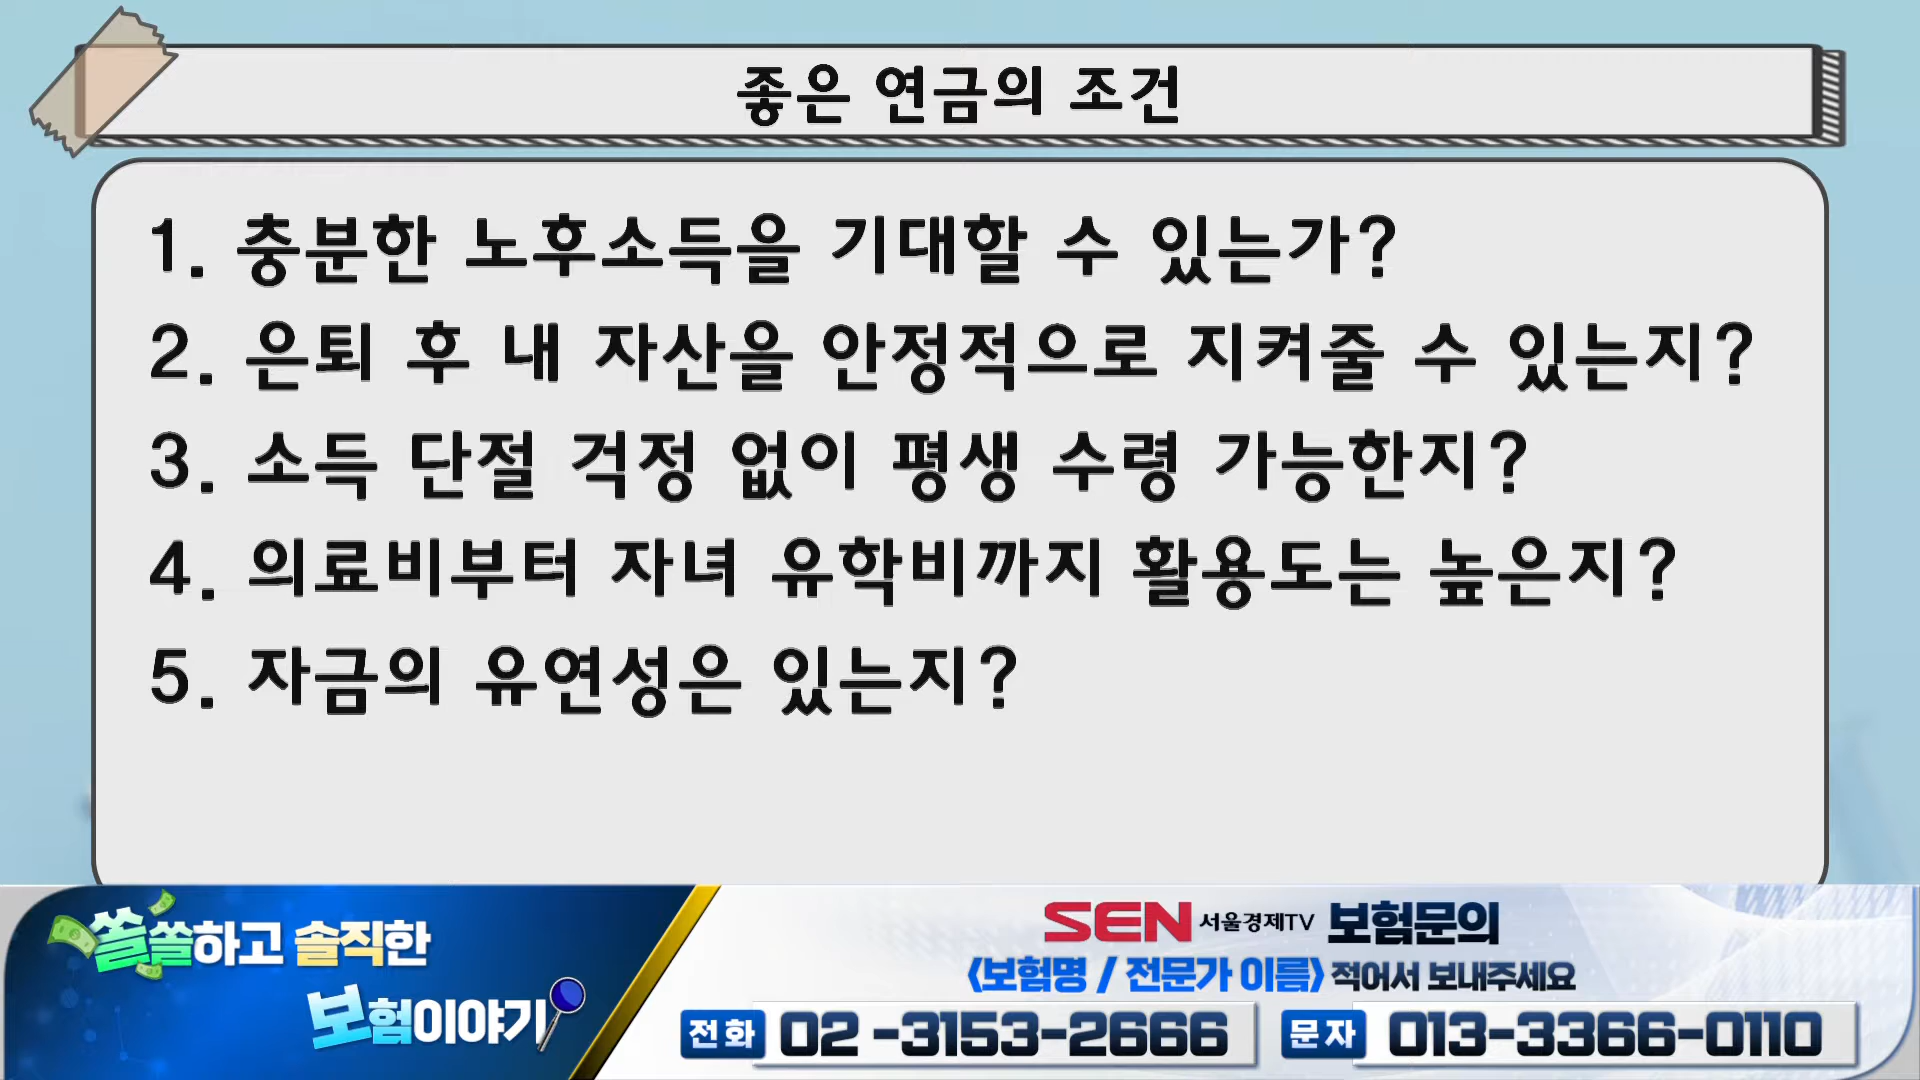 좋은 연금의 조건
1. 충분한 노후소득을 기대할 수 있는가?
2. 은퇴 후 내 자산을 안정적으로 지켜줄 수 있는지?
3. 소득 단절 걱정 없이 평생 수령 가능한지?
4. 의료비부터 자녀 유학비까지 활용도는 높은지?
5. 자금의 유연성은 있는지?
쏠쏠하고 솔직한
보험이야기
SEN 서울경제TV 보험문의
〈보험명 / 전문가 이름〉 적어서 보내주세요
전화 02-3153-2666 문자 013-3366-0110